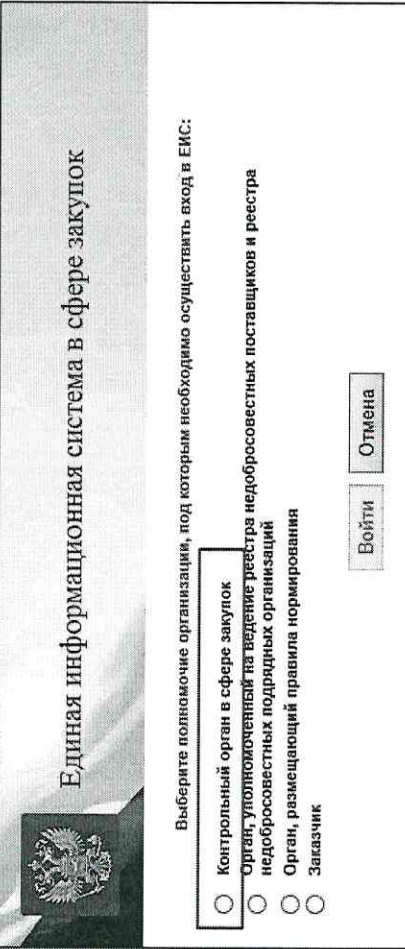 Единая информационная система в сфере закупок
Выберите полномочие организации, под которым необходимо осуществить вход в ЕИС:
Контрольный орган в сфере закупок
Орган, уполномоченный на ведение реестра недобросовестных поставщиков и реестра
недобросовестных подрядных организаций
Орган, размещающий правила нормирования
Заказчик
Войти Отмена